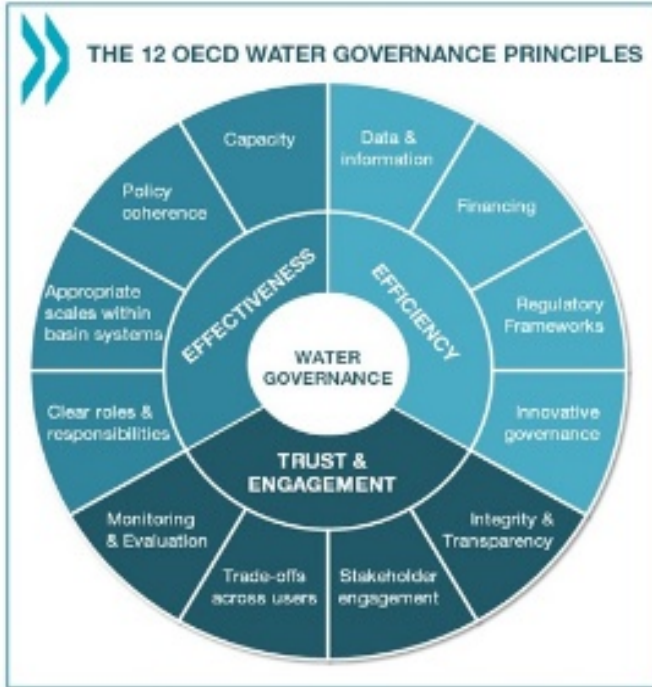 THE 12 OECD WATER GOVERNANCE PRINCIPLES
Capacity
Data &
information
Policy
coherence
Financing
Appropriate
scales within
basin systems
EFFECTIVENESS
EFFICIENCY
Regulatory
Frameworks
WATER
GOVERNANCE
Clear roles &
responsibilities
Innovative
governance
TRUST &
ENGAGEMENT
Monitoring
& Evaluation
Integrity &
Transparency
Trade-offs
across users
Stakeholder
engagement